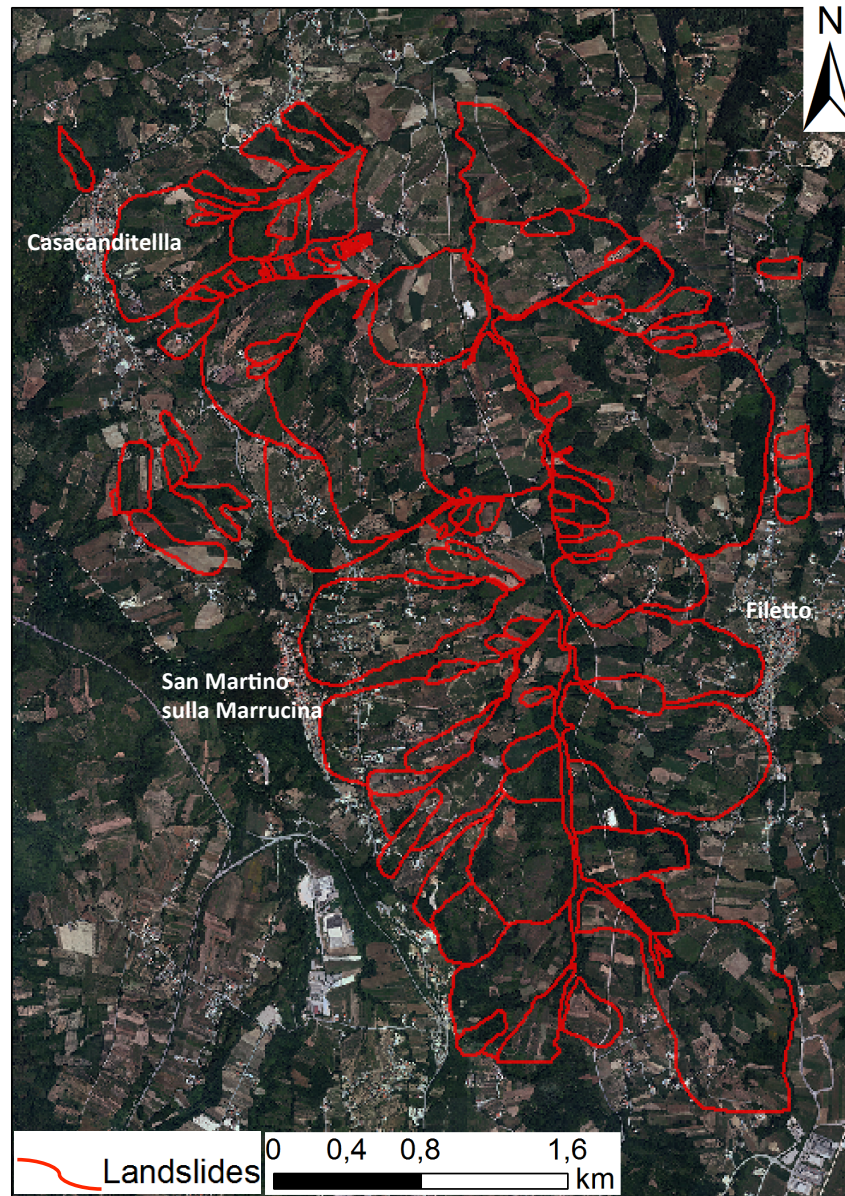 N
Casacanditellla
Filetto
San Martino
sulla Marrucina
Landslides
0 0,4 0,8 1,6
km